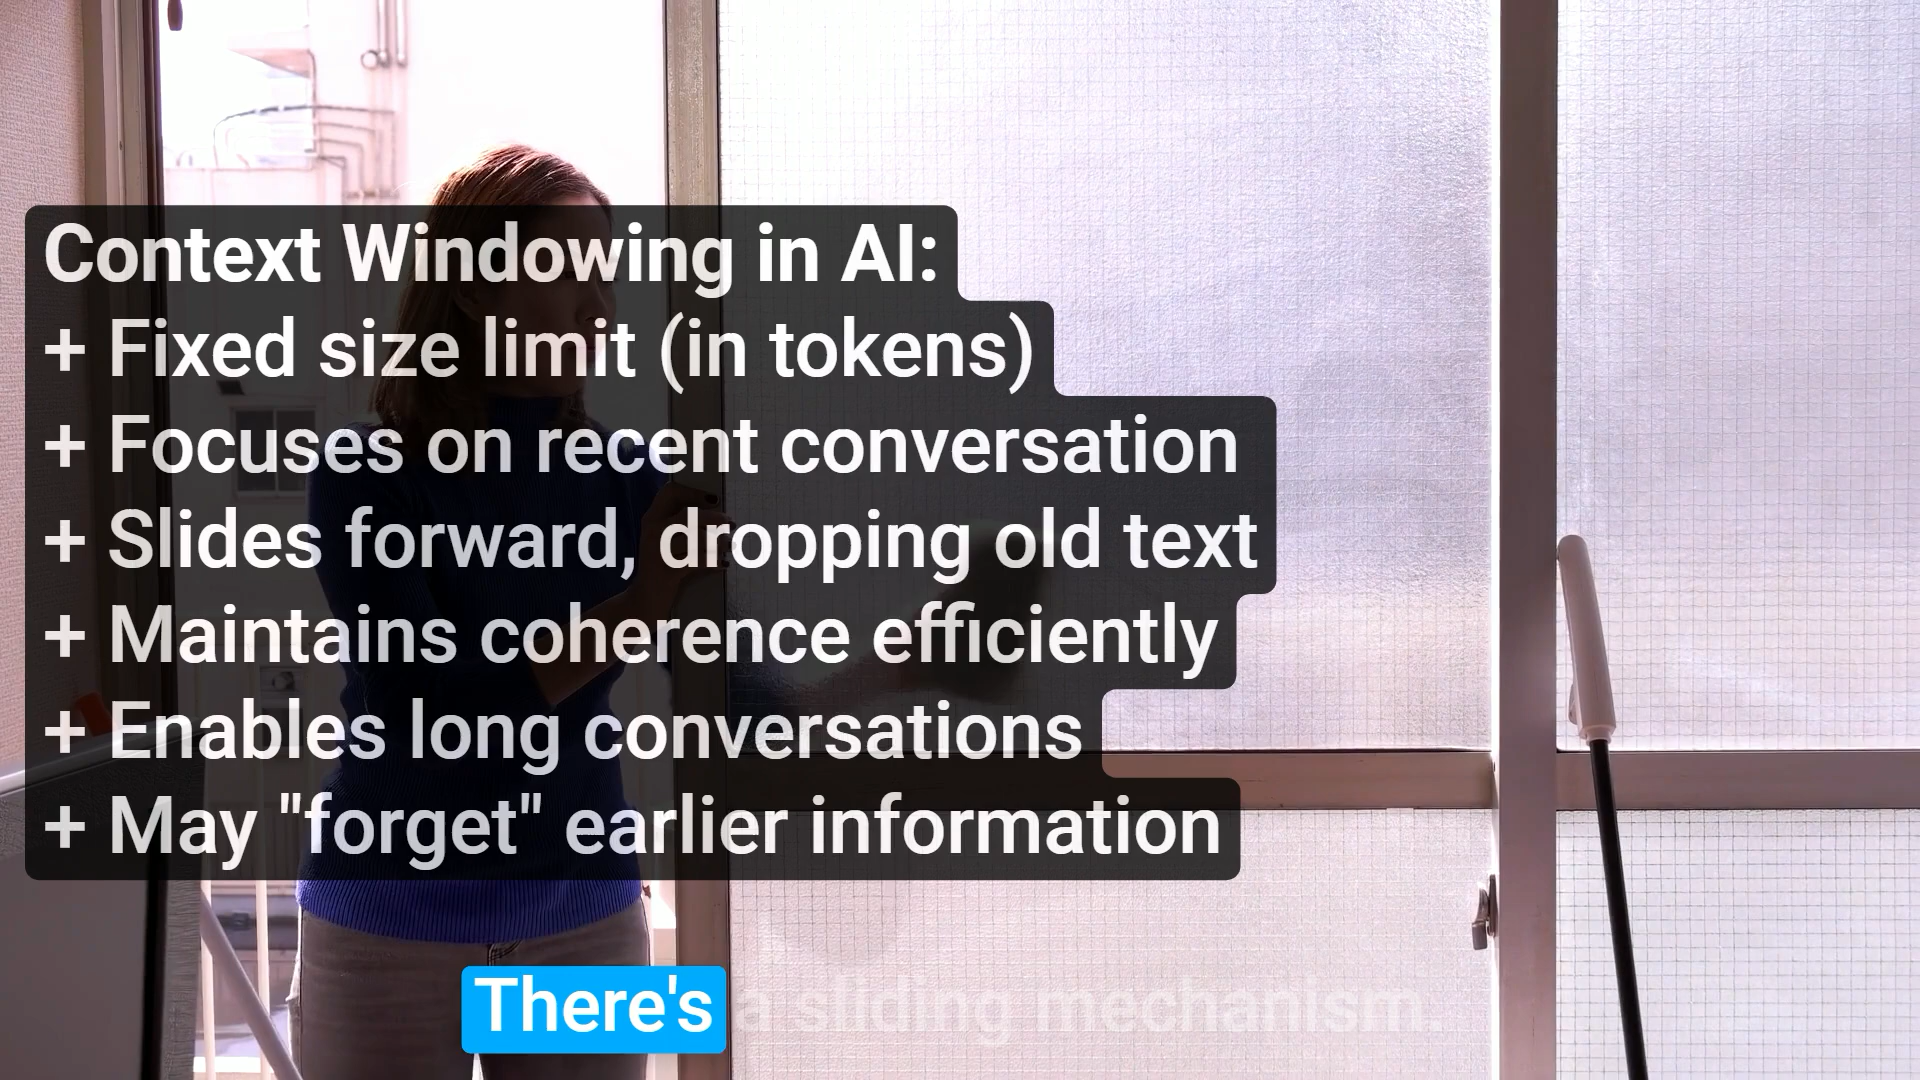 Context Windowing in AI:
+ Fixed size limit (in tokens)
+ Focuses on recent conversation
+ Slides forward, dropping old text
+ Maintains coherence efficiently
+ Enables long conversations
+ May "forget" earlier information
There's a sliding mechanism.